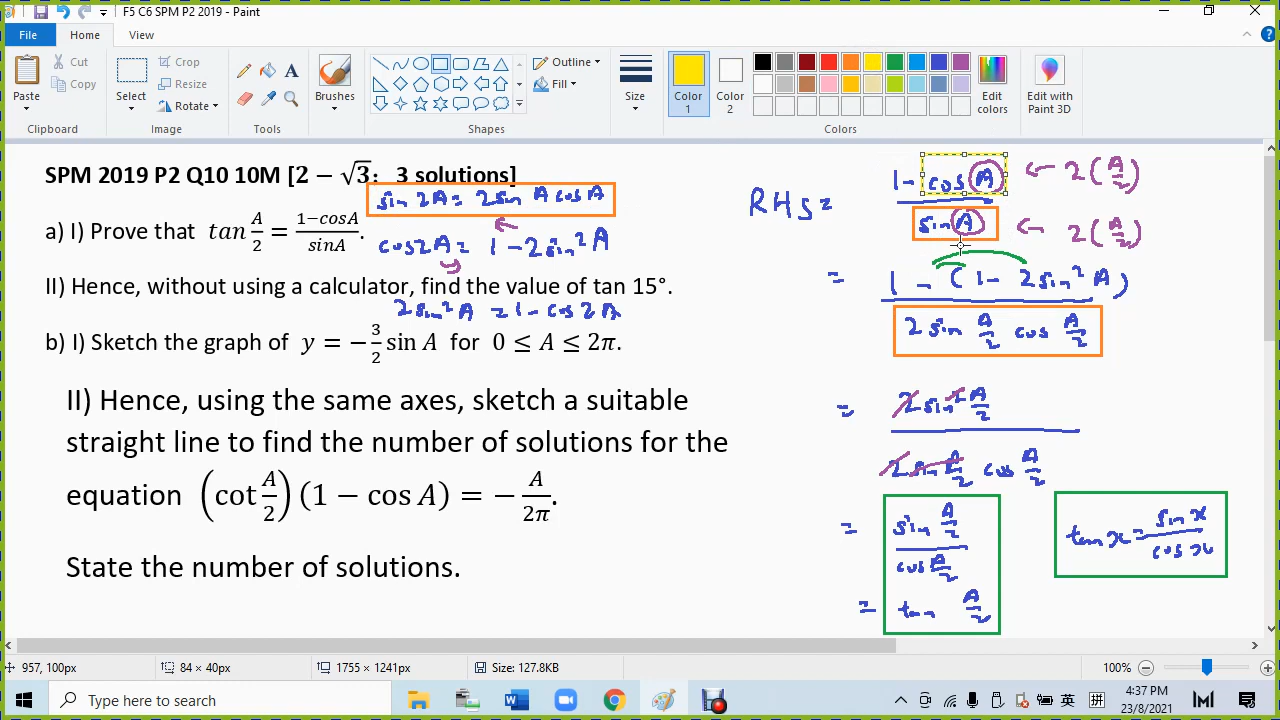 F5 C6 SPM P2 2019 - Paint
File Home View
Paste Cut Copy Clipboard
Select Crop Resize Rotate Image
Tools
Brushes
Outline Fill Shapes
Size
Color 1 Color 2 Edit colors Colors
Edit with Paint 3D
SPM 2019 P2 Q10 10M [2 − √3: 3 solutions]
sin 2A = 2 sin A cos A
a) I) Prove that tan A/2 = 1−cosA/sinA.
cos 2A = 1 − 2sin² A
II) Hence, without using a calculator, find the value of tan 15°.
2sin² A = 1 − cos 2A
b) I) Sketch the graph of y = −3/2 sin A for 0 ≤ A ≤ 2π.
II) Hence, using the same axes, sketch a suitable
straight line to find the number of solutions for the
equation (cot A/2)(1 − cos A) = −A/2π.
State the number of solutions.
RHS = 1 − cos A ← 2(A/2)
sin A ← 2(A/2)
= 1 − (1 − 2sin² A)
2 sin A/2 cos A/2
= 2sin² A/2
2 sin A/2 cos A/2
= sin A/2
cos A/2
= tan A/2
tan x = sin x/cos x
957, 100px 84 × 40px 1755 × 1241px Size: 127.8KB 100%
Type here to search
英 拼 4:37 PM
23/8/2021